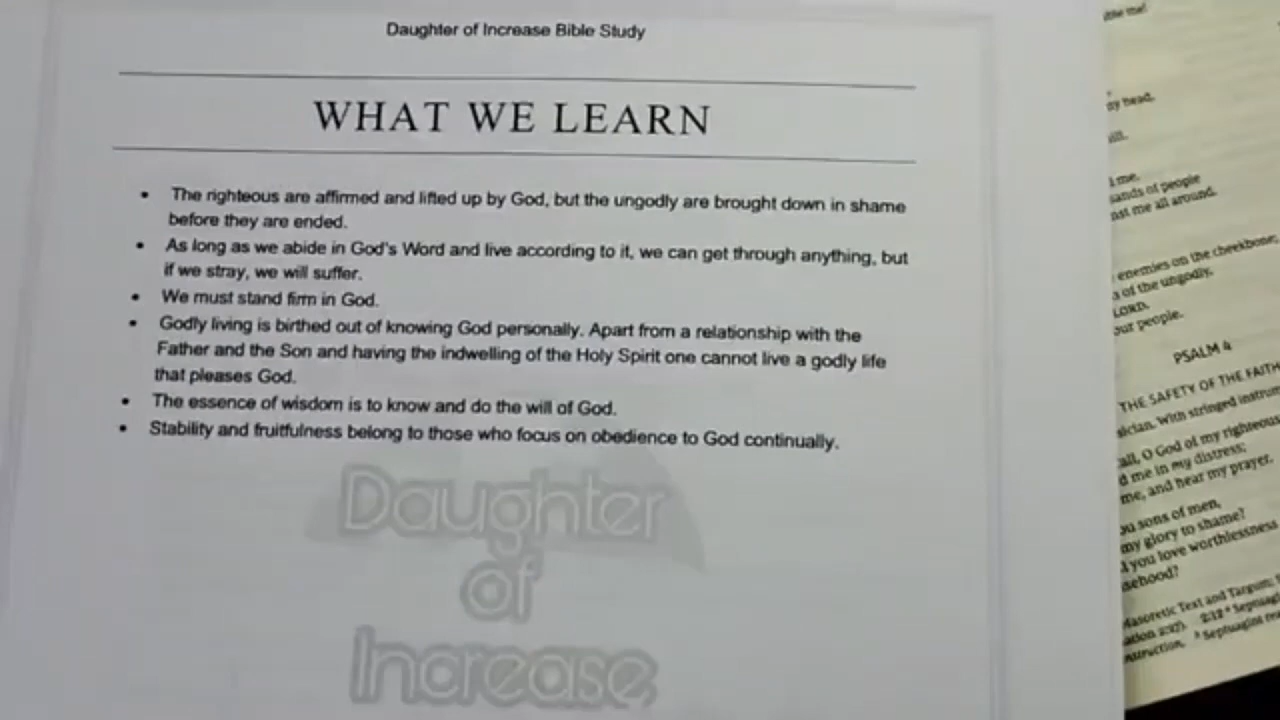 Daughter of Increase Bible Study
WHAT WE LEARN
• The righteous are affirmed and lifted up by God, but the ungodly are brought down in shame
before they are ended.
• As long as we abide in God's Word and live according to it, we can get through anything, but
if we stray, we will suffer.
• We must stand firm in God.
• Godly living is birthed out of knowing God personally. Apart from a relationship with the
Father and the Son and having the indwelling of the Holy Spirit one cannot live a godly life
that pleases God.
• The essence of wisdom is to know and do the will of God.
• Stability and fruitfulness belong to those who focus on obedience to God continually.
Daughter
of
Increase
me!
my head,
me.
sands of people
me all around.
enemies on the cheekbone;
of the ungodly.
LORD.
people.
PSALM 4
THE SAFETY OF THE FAITH
With stringed
O God of my righteous
me in my distress;
me, and hear my prayer.
sons of men,
my glory to shame?
you love worthlessness
Masoretic Text and Targum;
2:12
Septuagint